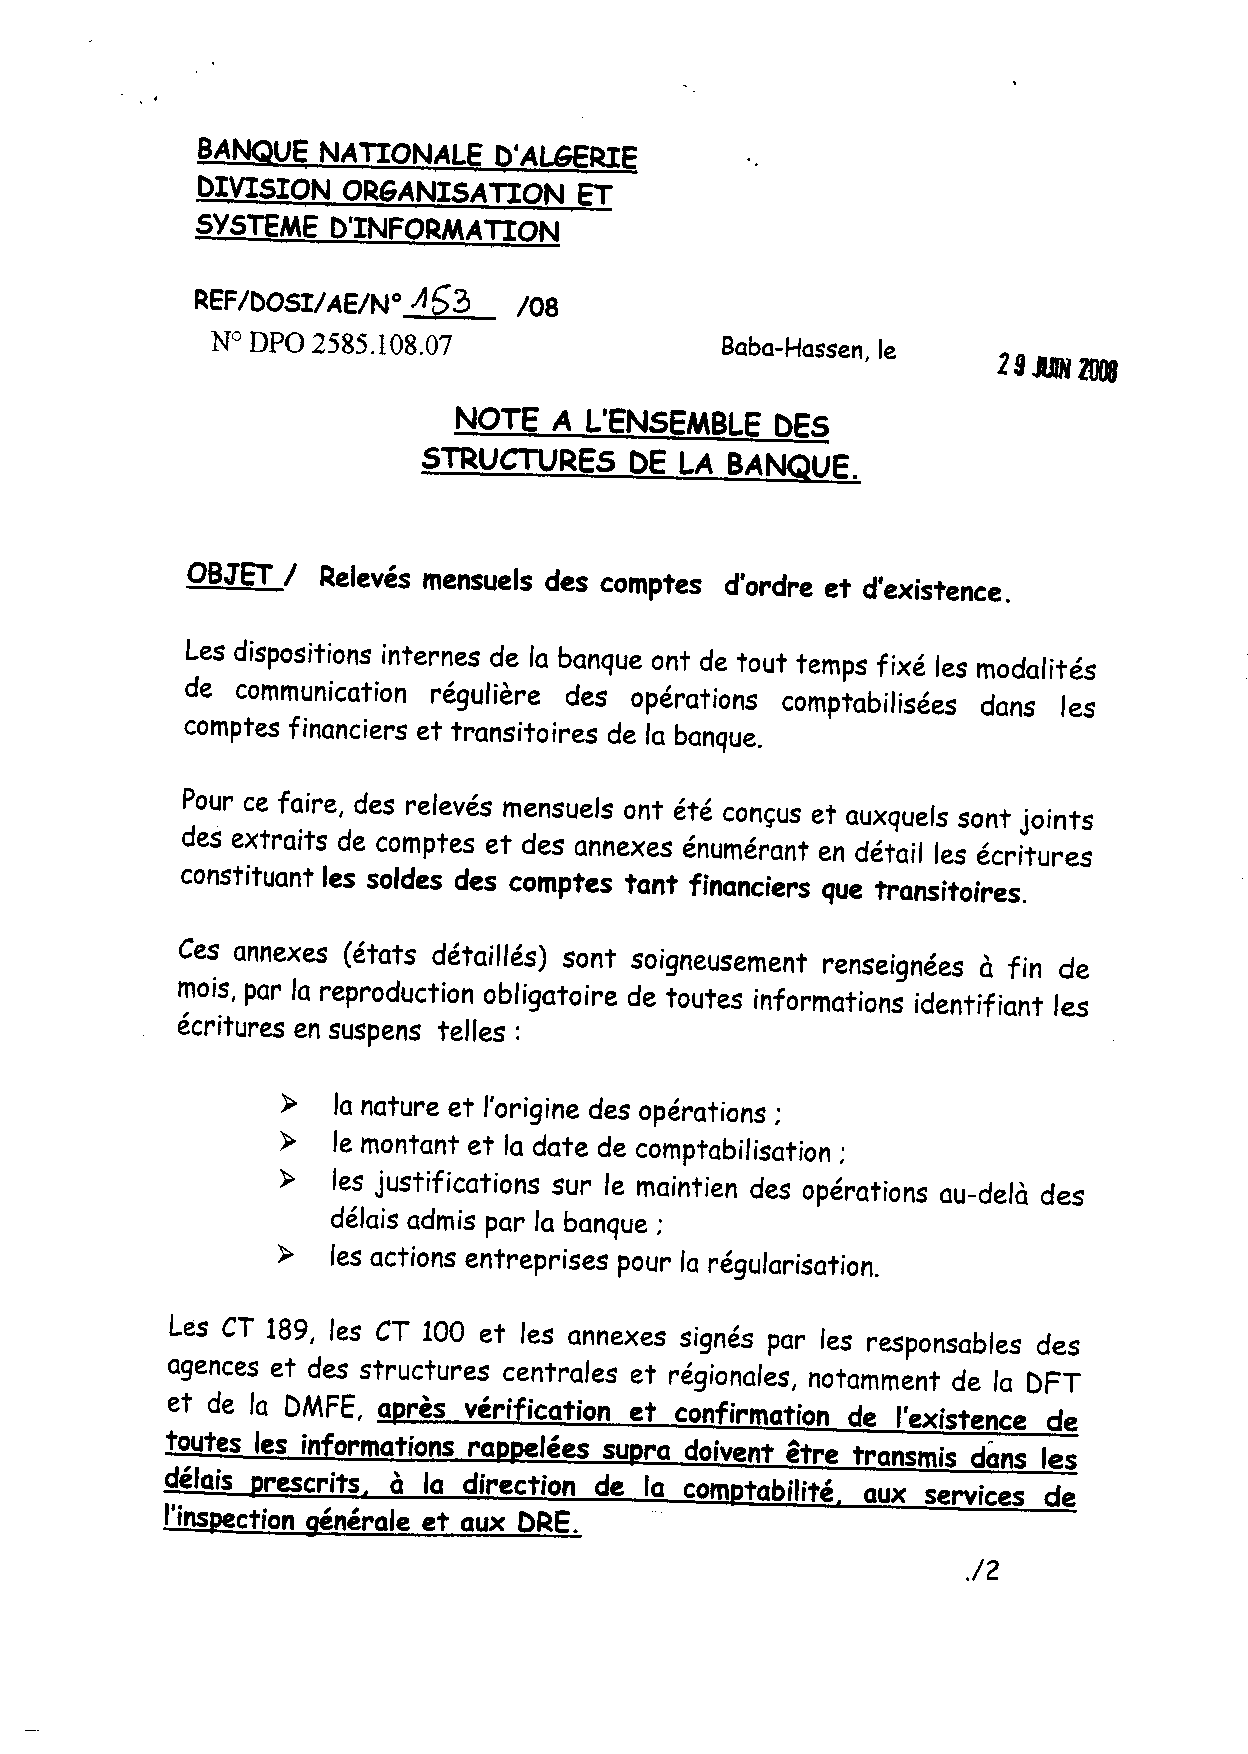 BANQUE NATIONALE D'ALGERIE
DIVISION ORGANISATION ET
SYSTEME D'INFORMATION
REF/DOSI/AE/N° 153 /08
N° DPO 2585.108.07
Baba-Hassen, le 29 JUIN 2008
NOTE A L'ENSEMBLE DES
STRUCTURES DE LA BANQUE.
OBJET / Relevés mensuels des comptes d'ordre et d'existence.
Les dispositions internes de la banque ont de tout temps fixé les modalités
de communication régulière des opérations comptabilisées dans les
comptes financiers et transitoires de la banque.
Pour ce faire, des relevés mensuels ont été conçus et auxquels sont joints
des extraits de comptes et des annexes énumérant en détail les écritures
constituant les soldes des comptes tant financiers que transitoires.
Ces annexes (états détaillés) sont soigneusement renseignées à fin de
mois, par la reproduction obligatoire de toutes informations identifiant les
écritures en suspens telles :
➢ la nature et l'origine des opérations ;
➢ le montant et la date de comptabilisation ;
➢ les justifications sur le maintien des opérations au-delà des
délais admis par la banque ;
➢ les actions entreprises pour la régularisation.
Les CT 189, les CT 100 et les annexes signés par les responsables des
agences et des structures centrales et régionales, notamment de la DFT
et de la DMFE, après vérification et confirmation de l'existence de
toutes les informations rappelées supra doivent être transmis dans les
délais prescrits, à la direction de la comptabilité, aux services de
l'inspection générale et aux DRE.
./2